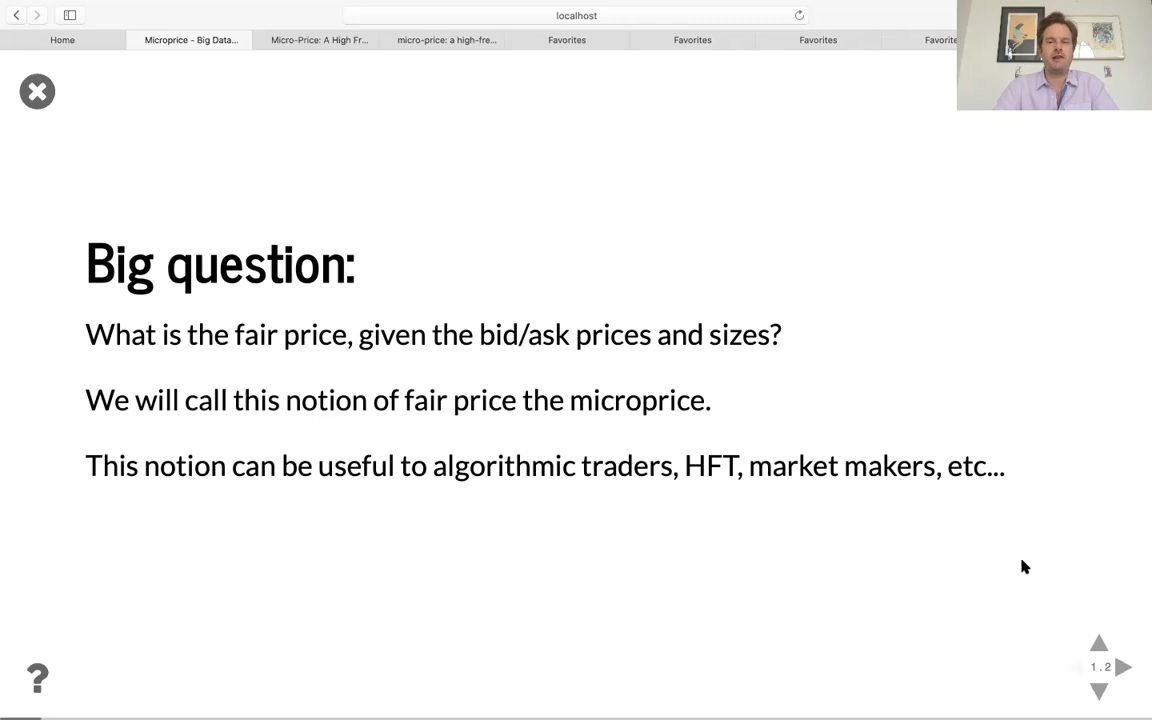 localhost
Home
Microprice - Big Data...
Micro-Price: A High Fr...
micro-price: a high-fre...
Favorites
Favorites
Favorites
Favorite
Big question:
What is the fair price, given the bid/ask prices and sizes?
We will call this notion of fair price the microprice.
This notion can be useful to algorithmic traders, HFT, market makers, etc...
?
1.2